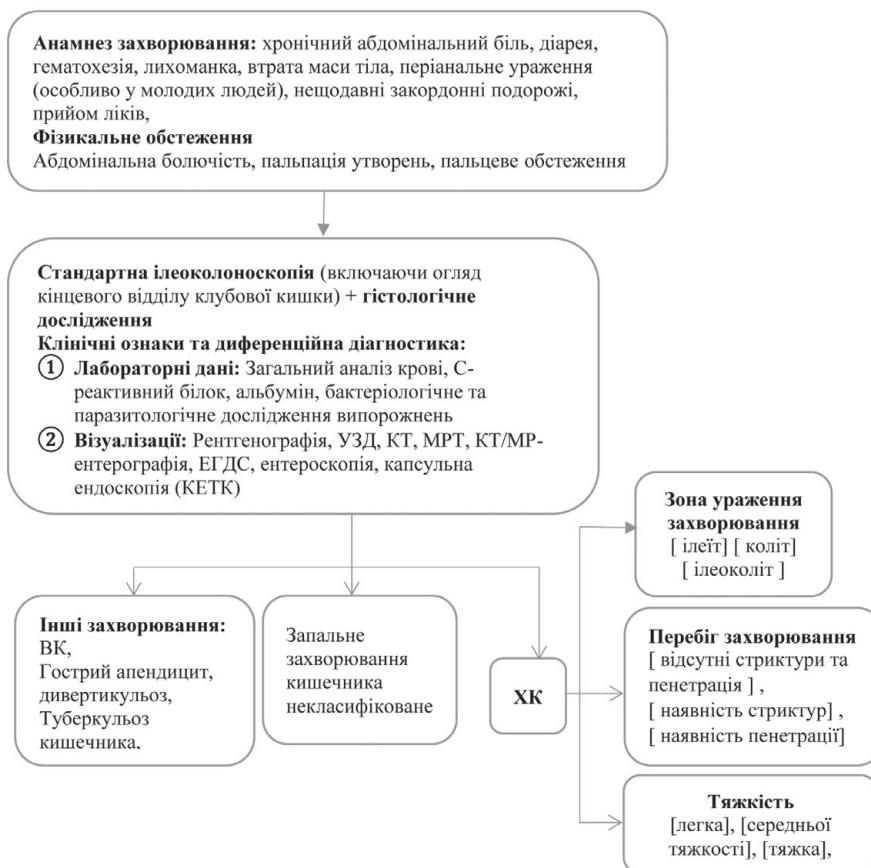 Анамнез захворювання: хронічний абдомінальний біль, діарея,
гематохезія, лихоманка, втрата маси тіла, періанальне ураження
(особливо у молодих людей), нещодавні закордонні подорожі,
прийом ліків,
Фізикальне обстеження
Абдомінальна болючість, пальпація утворень, пальцеве обстеження
Стандартна ілеоколоноскопія (включаючи огляд
кінцевого відділу клубової кишки) + гістологічне
дослідження
Клінічні ознаки та диференційна діагностика:
① Лабораторні дані: Загальний аналіз крові, С-
реактивний білок, альбумін, бактеріологічне та
паразитологічне дослідження випорожнень
② Візуалізації: Рентгенографія, УЗД, КТ, МРТ, КТ/МР-
ентерографія, ЕГДС, ентероскопія, капсульна
ендоскопія (КЕТК)
Інші захворювання:
ВК,
Гострий апендицит,
дивертикульоз,
Туберкульоз
кишечника.
Запальне
захворювання
кишечника
некласифіковане
ХК
Зона ураження
захворювання
[ ілеїт] [ коліт]
[ ілеоколіт ]
Перебіг захворювання
[ відсутні стриктури та
пенетрація ] ,
[ наявність стриктур] ,
[ наявність пенетрації]
Тяжкість
[легка], [середньої
тяжкості], [тяжка],